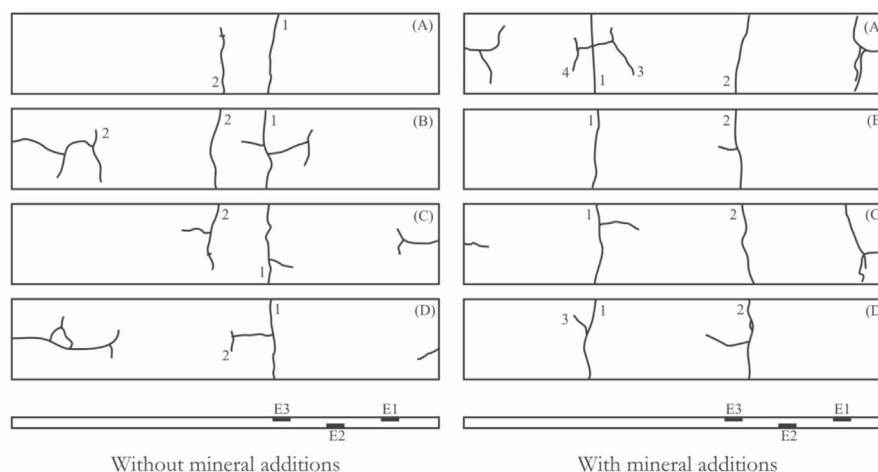 1
(A)
2
2
2
1
(B)
2
(C)
1
1
(D)
2
E3
E1
E2
Without mineral additions
(A
4
1
3
2
1
2
(B
1
2
(C
3
1
2
(D
E3
E1
E2
With mineral additions